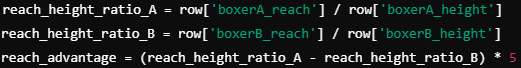 reach_height_ratio_A = row['boxerA_reach'] / row['boxerA_height']
reach_height_ratio_B = row['boxerB_reach'] / row['boxerB_height']
reach_advantage = (reach_height_ratio_A - reach_height_ratio_B) * 5